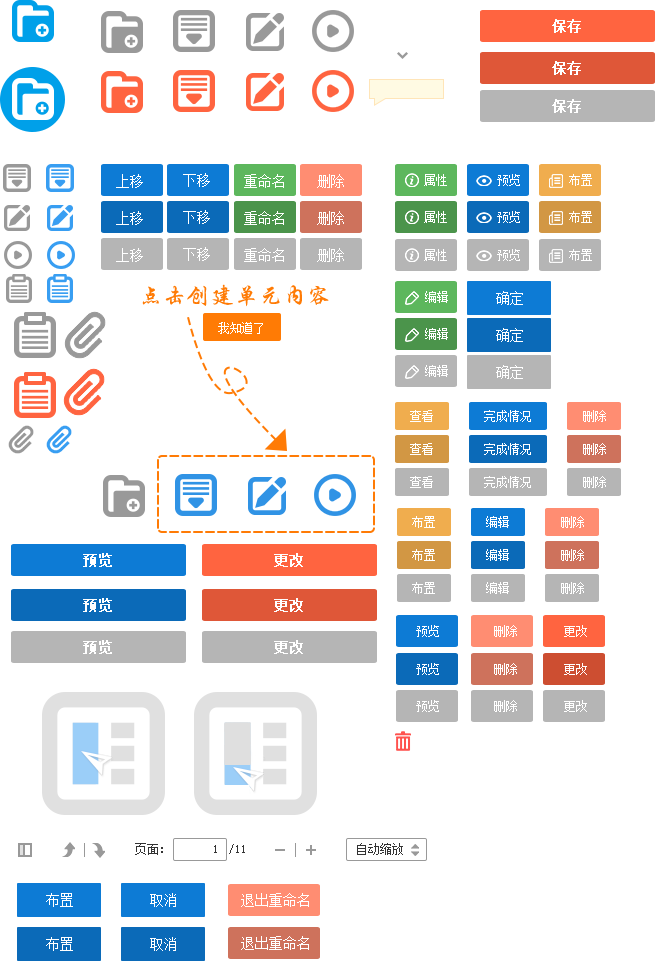 保存
保存
保存
上移 下移 重命名 删除 属性 预览 布置
上移 下移 重命名 删除 属性 预览 布置
上移 下移 重命名 删除 属性 预览 布置
点击创建单元内容
我知道了
编辑 确定
编辑 确定
编辑 确定
查看 完成情况 删除
查看 完成情况 删除
查看 完成情况 删除
布置 编辑 删除
布置 编辑 删除
布置 编辑 删除
预览 更改
预览 更改
预览 更改
预览 删除 更改
预览 删除 更改
预览 删除 更改
页面： 1 /11 自动缩放
布置 取消 退出重命名
布置 取消 退出重命名